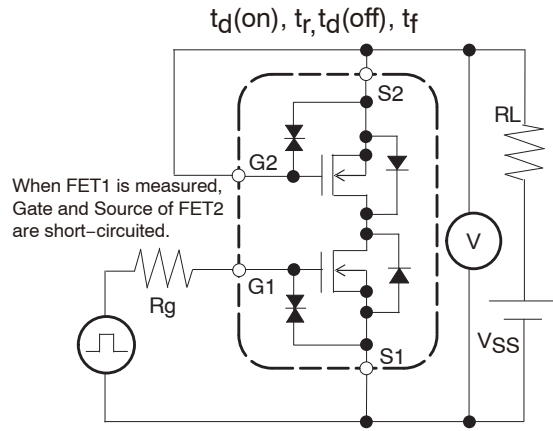 td(on), tr, td(off), tf
S2
RL
G2
When FET1 is measured,
Gate and Source of FET2
are short−circuited.
V
Rg
G1
VSS
S1